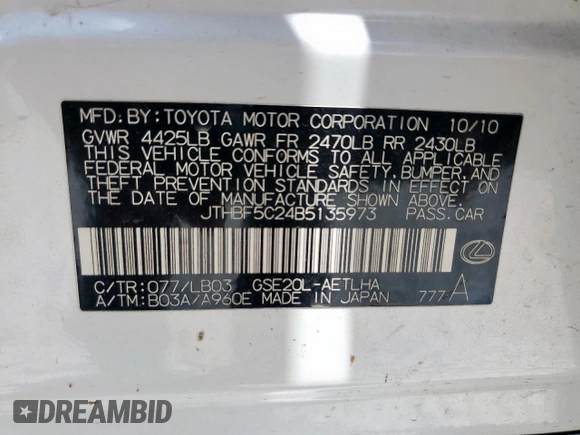 MFD. BY: TOYOTA MOTOR CORPORATION 10/10
GVWR 4425LB GAWR FR 2470LB RR 2430LB
THIS VEHICLE CONFORMS TO ALL APPLICABLE
FEDERAL MOTOR VEHICLE SAFETY, BUMPER, AND
THEFT PREVENTION STANDARDS IN EFFECT ON
THE DATE OF MANUFACTURE SHOWN ABOVE.
JTHBF5C24B5135973 PASS. CAR
C/TR: 077/LB03 GSE20L-AETLHA
A/TM: B03A/A960E MADE IN JAPAN 777 A
DREAMBID